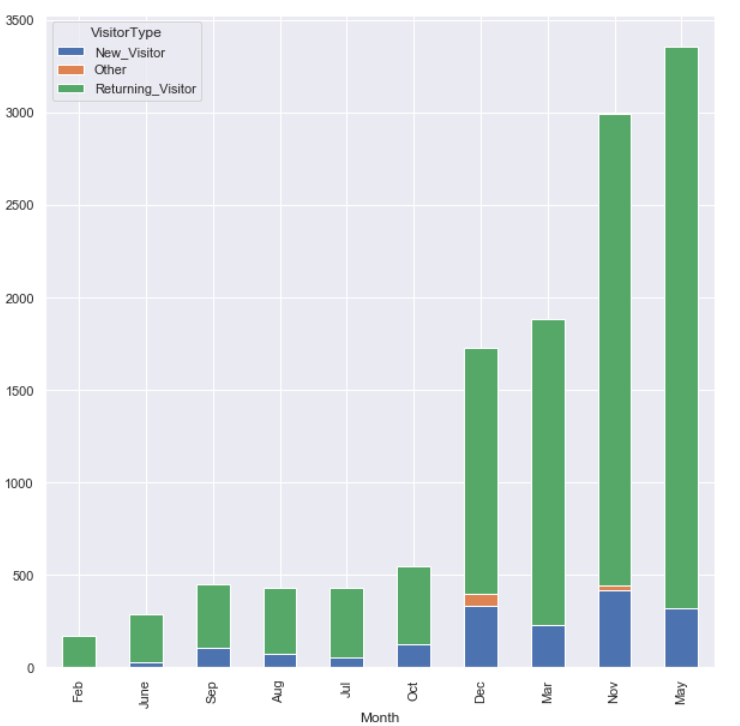 VisitorType
New_Visitor
Other
Returning_Visitor
3500
3000
2500
2000
1500
1000
500
0
Feb
June
Sep
Aug
Jul
Oct
Dec
Mar
Nov
May
Month